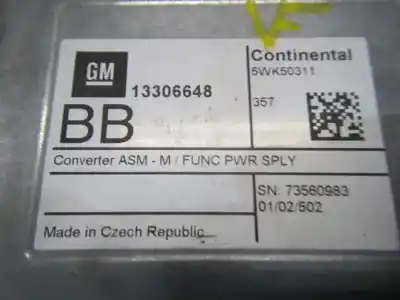 GM
13306648
BB
Continental
5WK50311
357
Converter ASM - M / FUNC PWR SPLY
SN: 73560983
01/02/502
Made in Czech Republic